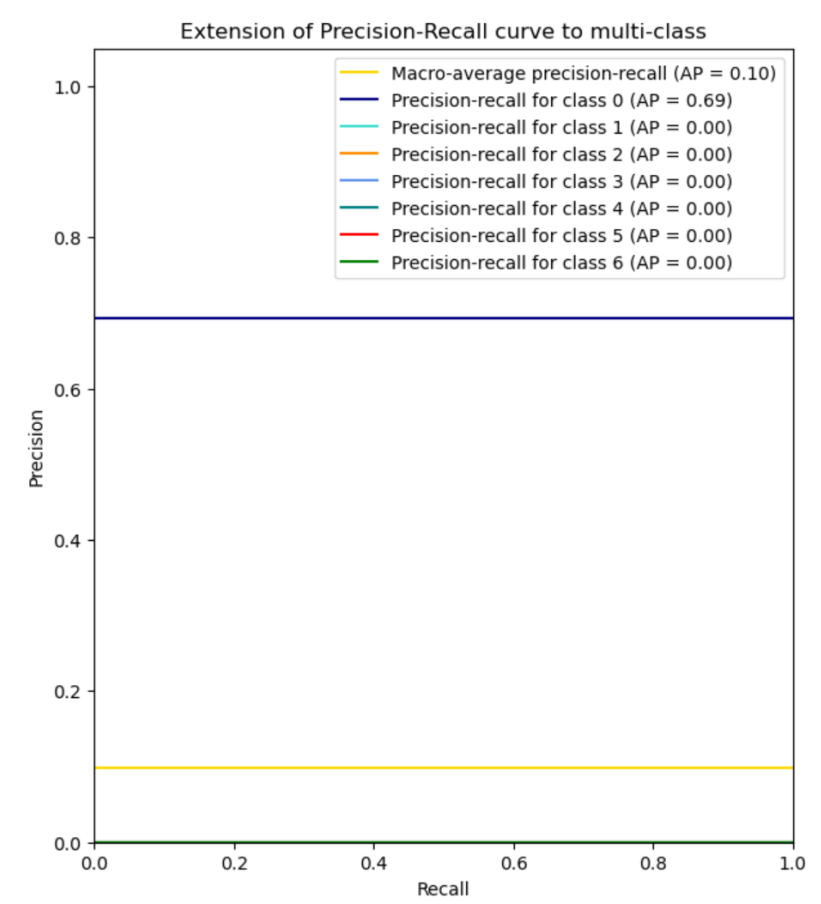 Extension of Precision-Recall curve to multi-class
Macro-average precision-recall (AP = 0.10)
Precision-recall for class 0 (AP = 0.69)
Precision-recall for class 1 (AP = 0.00)
Precision-recall for class 2 (AP = 0.00)
Precision-recall for class 3 (AP = 0.00)
Precision-recall for class 4 (AP = 0.00)
Precision-recall for class 5 (AP = 0.00)
Precision-recall for class 6 (AP = 0.00)
1.0
0.8
0.6
0.4
0.2
0.0
Precision
0.0 0.2 0.4 0.6 0.8 1.0
Recall